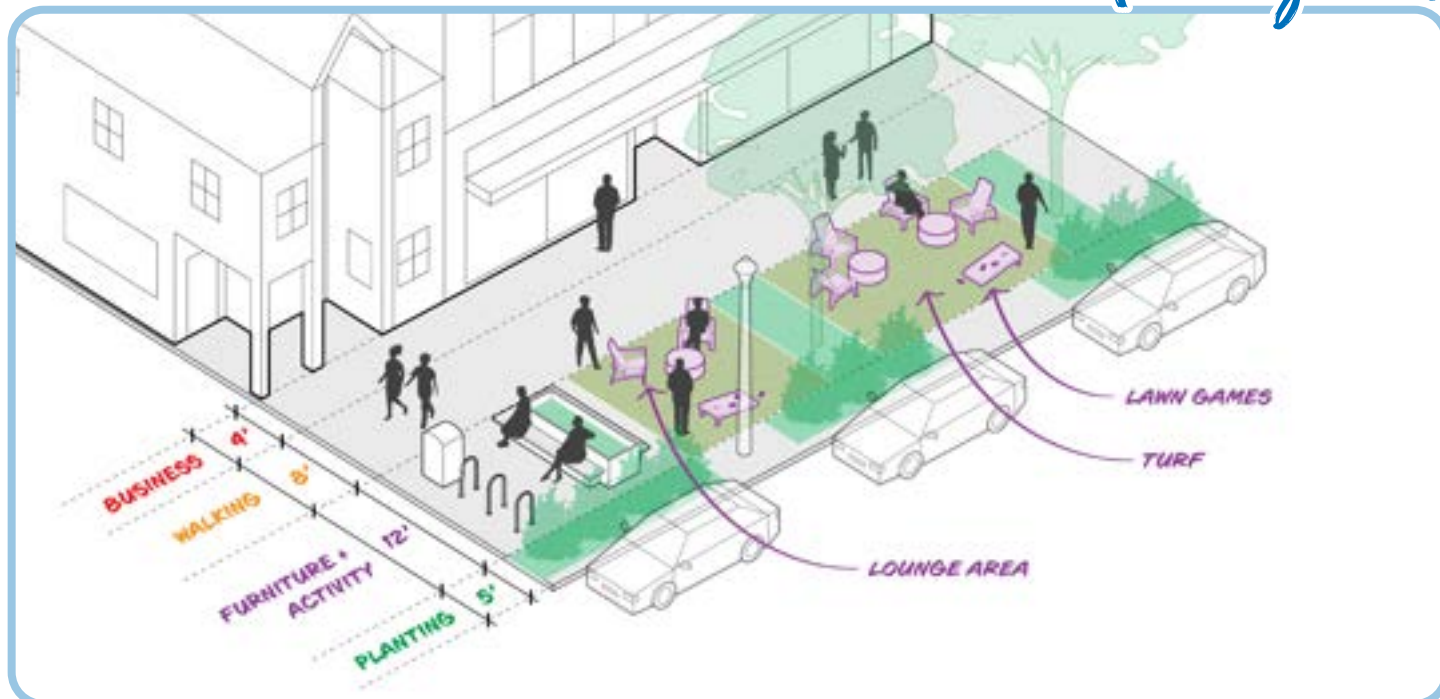 BUSINESS 4'
WALKING 8'
FURNITURE +
ACTIVITY 12'
PLANTING 5'
LAWN GAMES
TURF
LOUNGE AREA